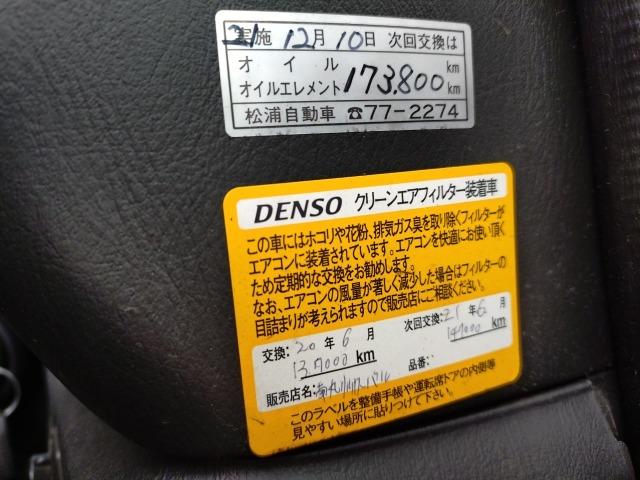 21
実施 12月 10日 次回交換は
オイル km
オイルエレメント 173,800 km
松浦自動車 ☎77-2274
DENSO クリーンエアフィルター装着車
この車にはホコリや花粉、排気ガス臭を取り除くフィルターが
エアコンに装着されています。エアコンを快適にお使い頂く
ため定期的な交換をお勧めします。
なお、エアコンの風量が著しく減少した場合はフィルターの
目詰まりが考えられますので販売店にご相談ください。
交換: 20年6月 次回交換: 21年6月
137000 km 147000 km
販売店名: 品番:
このラベルを整備手帳や運転席ドアの内側等
見やすい場所に貼りつけて下さい。